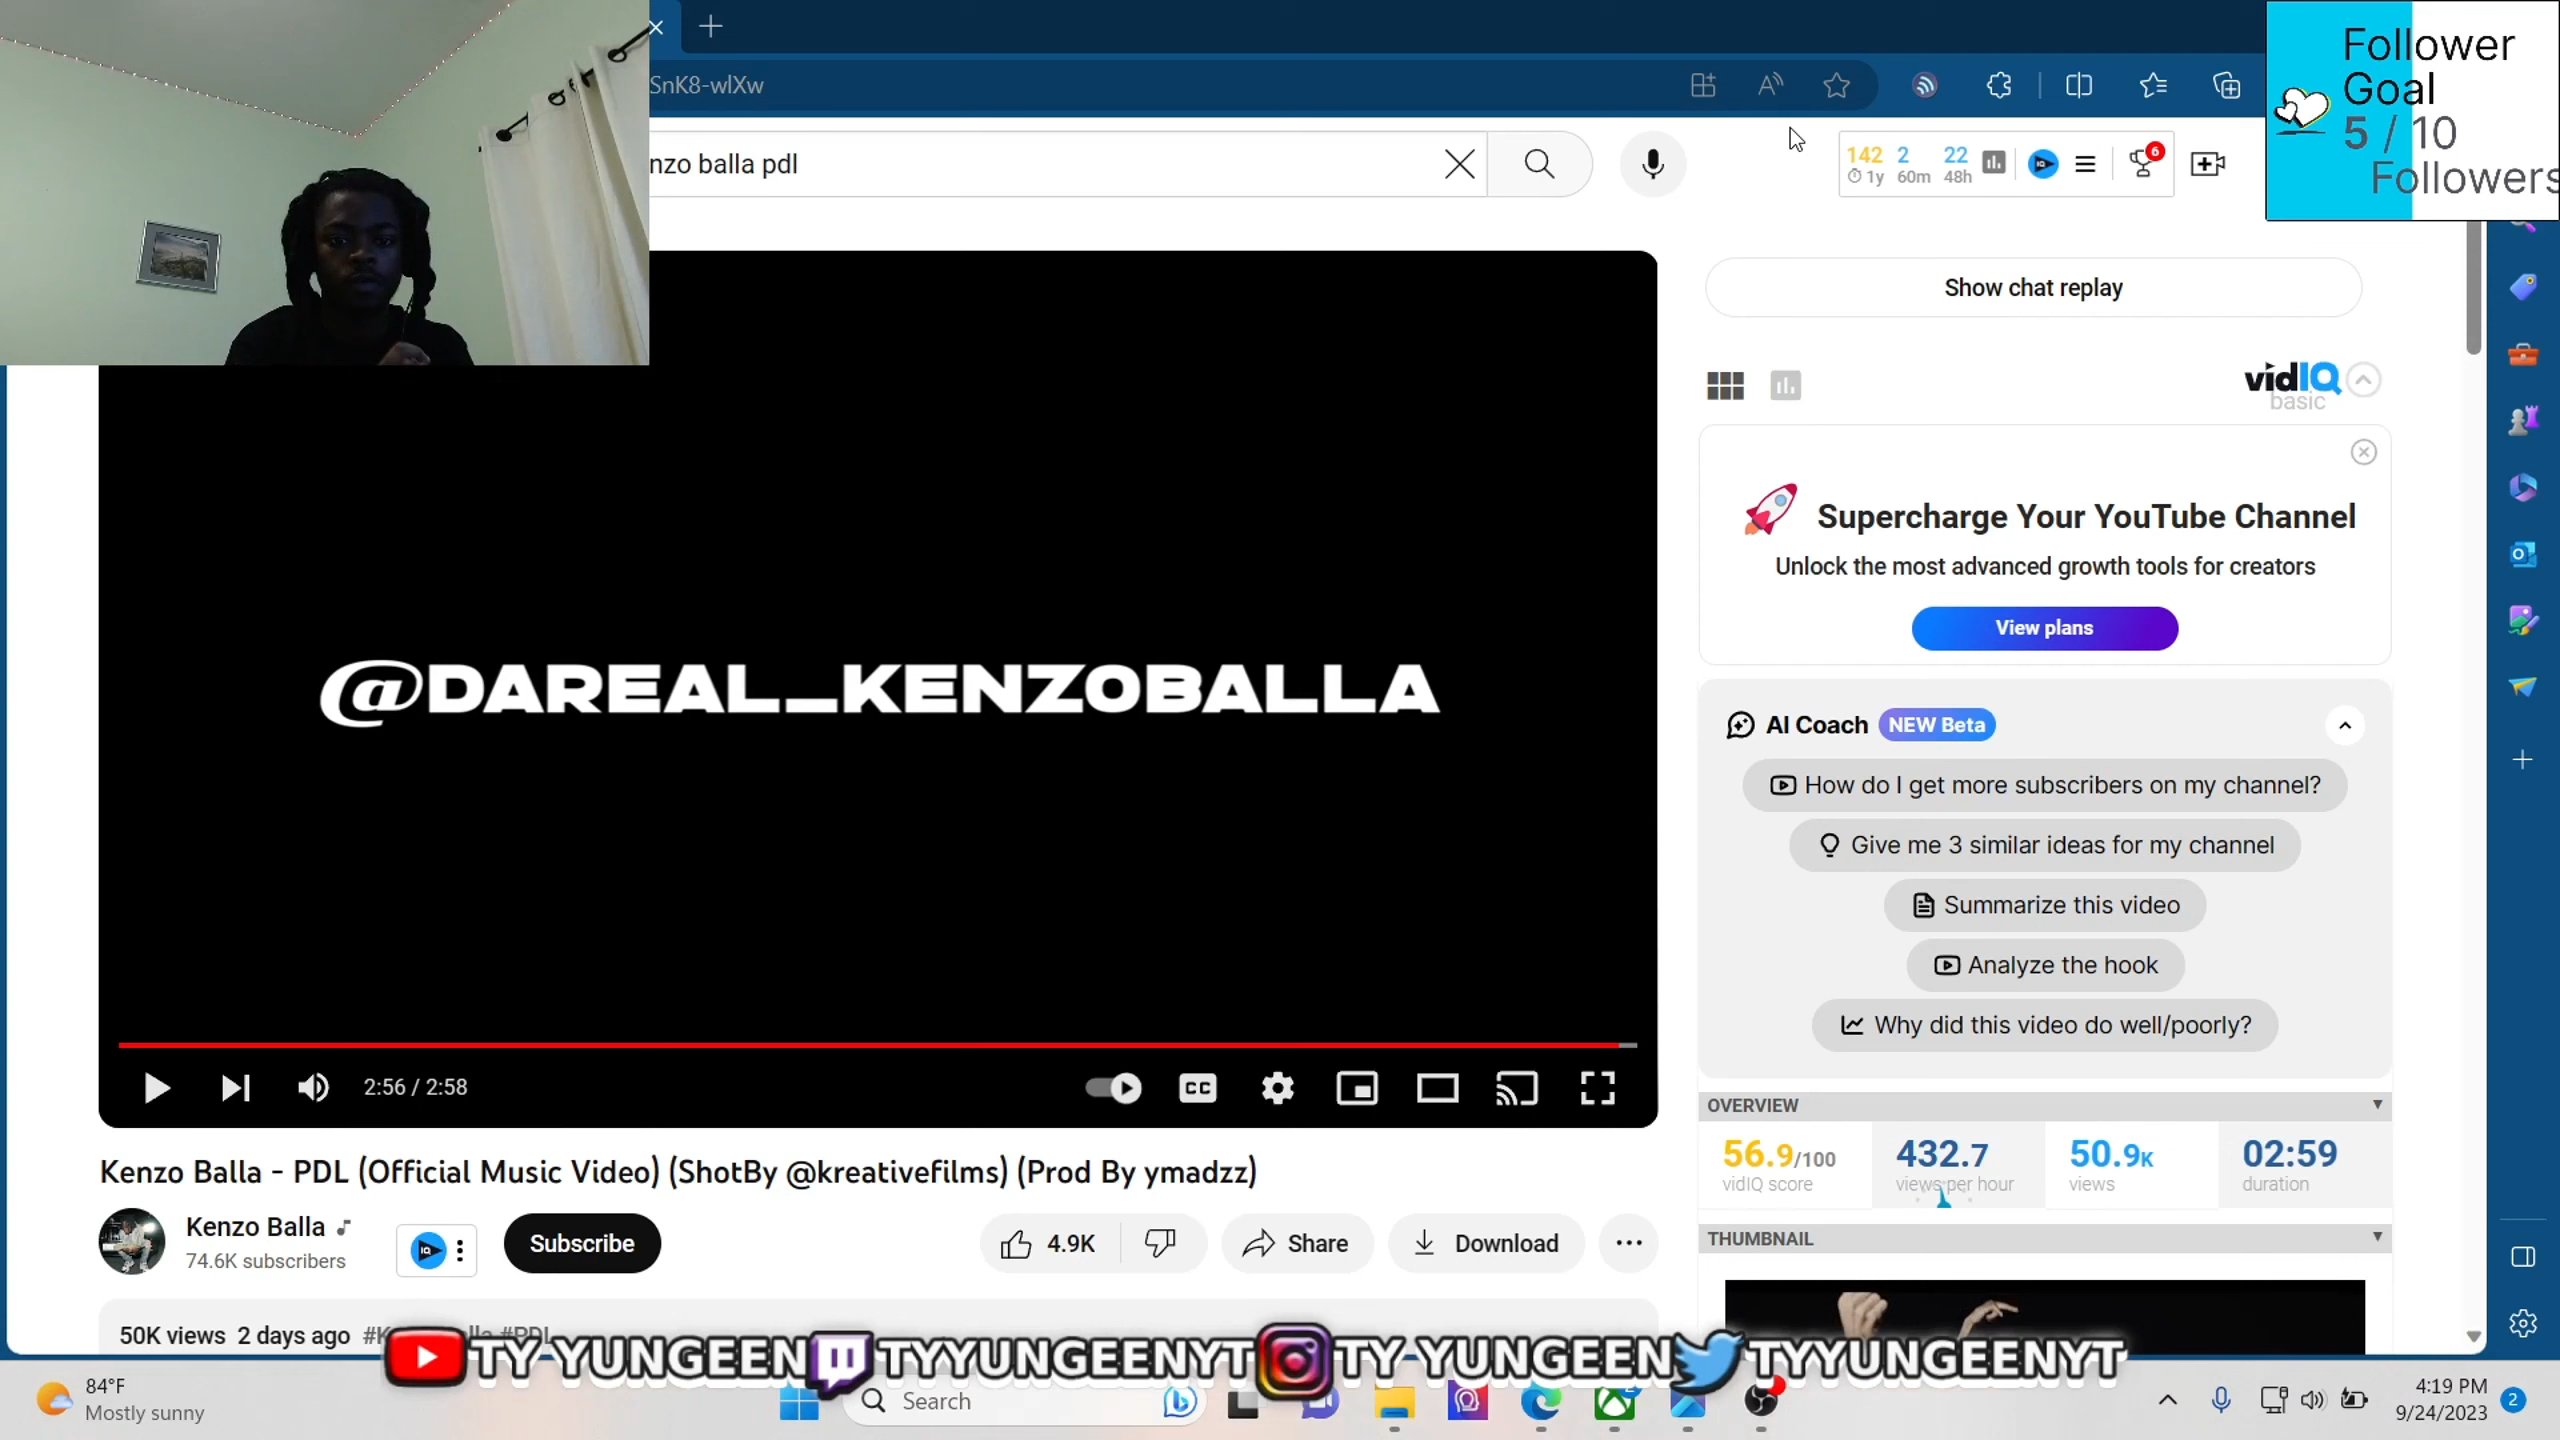 SnK8-wlXw
Follower
Goal
5 / 10
Followers
nzo balla pdl
142 2 22
1y 60m 48h
6
Show chat replay
vidIQ
basic
Supercharge Your YouTube Channel
Unlock the most advanced growth tools for creators
View plans
@DAREAL_KENZOBALLA
AI Coach NEW Beta
How do I get more subscribers on my channel?
Give me 3 similar ideas for my channel
Summarize this video
Analyze the hook
Why did this video do well/poorly?
2:56 / 2:58
CC
OVERVIEW
56.9/100 432.7 50.9K 02:59
vidIQ score views per hour views duration
THUMBNAIL
Kenzo Balla - PDL (Official Music Video) (ShotBy @kreativefilms) (Prod By ymadzz)
Kenzo Balla
74.6K subscribers
IQ
Subscribe
4.9K
Share
Download
50K views 2 days ago
TY YUNGEEN TYYUNGEENYT TY YUNGEEN TYYUNGEENYT
84°F
Mostly sunny
Search
4:19 PM
9/24/2023
2